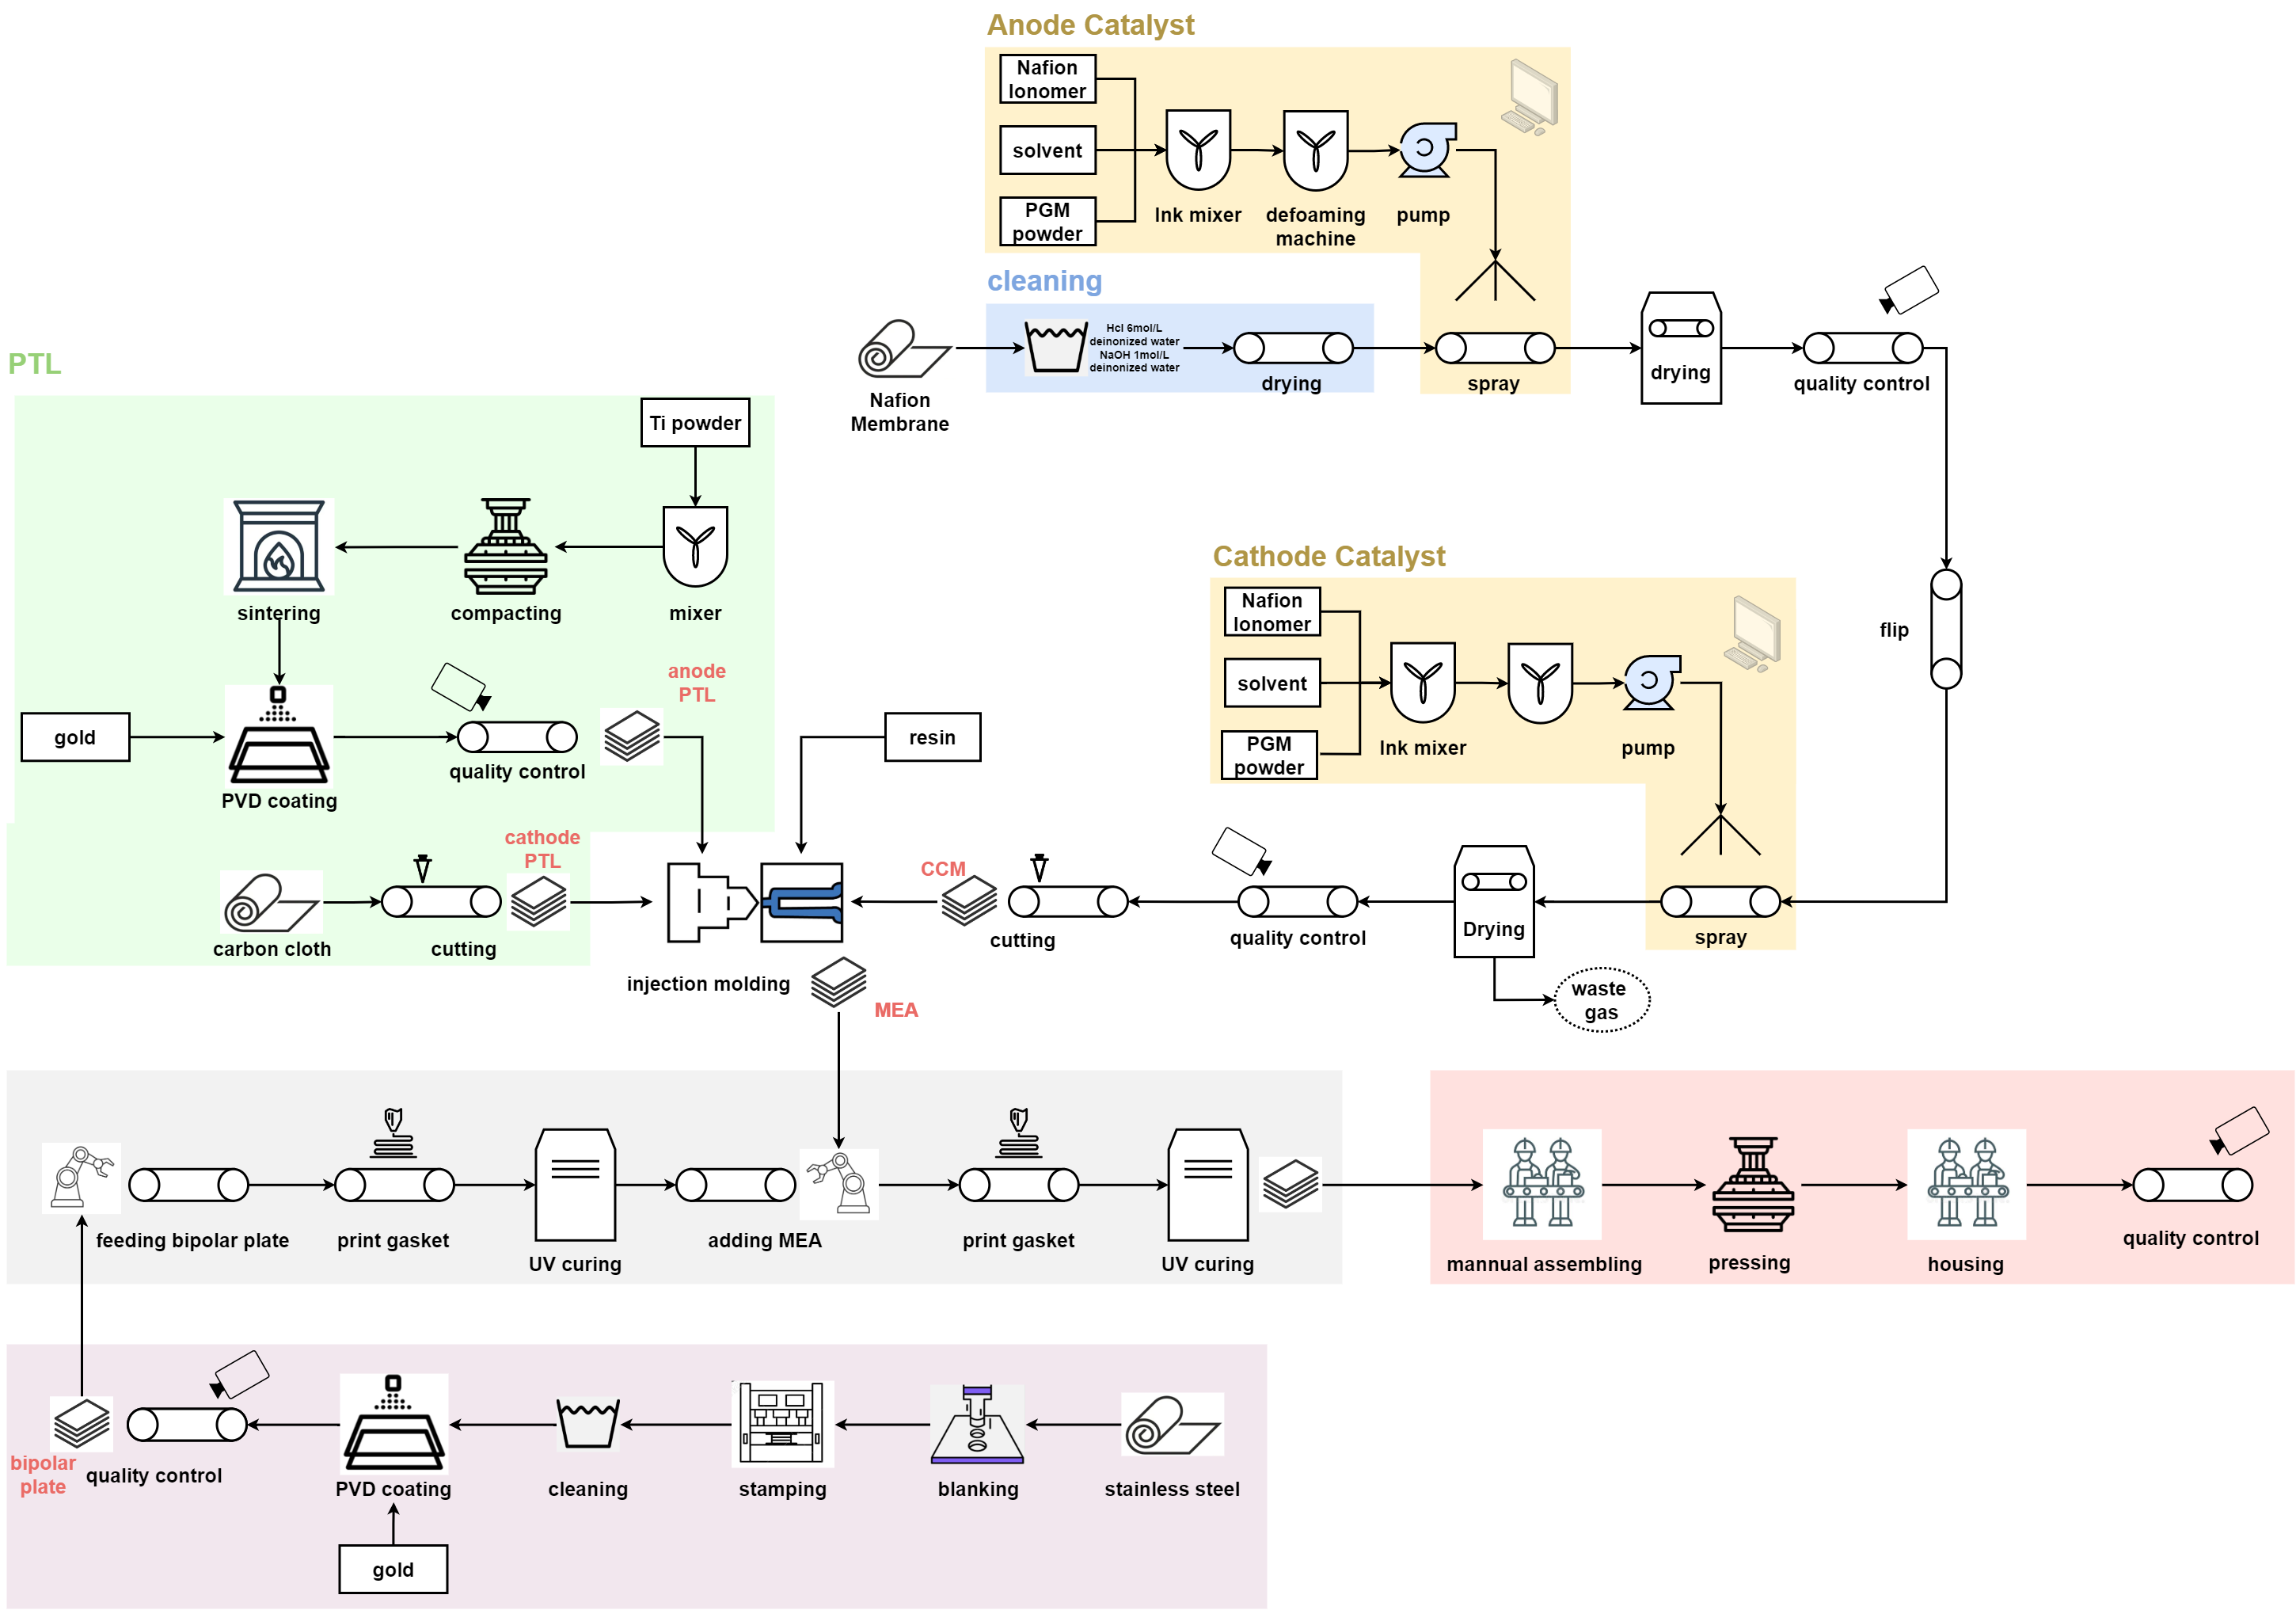 Anode Catalyst
Nafion
Ionomer
solvent
PGM
powder
Ink mixer
defoaming
machine
pump
cleaning
Hcl 6mol/L
deinonized water
NaOH 1mol/L
deinonized water
Nafion
Membrane
drying
spray
drying
quality control
PTL
Ti powder
sintering
compacting
mixer
anode
PTL
gold
PVD coating
quality control
resin
cathode
PTL
carbon cloth
cutting
injection molding
MEA
Cathode Catalyst
Nafion
Ionomer
solvent
PGM
powder
Ink mixer
pump
flip
CCM
cutting
quality control
Drying
spray
waste
gas
feeding bipolar plate
print gasket
UV curing
adding MEA
print gasket
UV curing
mannual assembling
pressing
housing
quality control
bipolar
plate
quality control
PVD coating
cleaning
stamping
blanking
stainless steel
gold